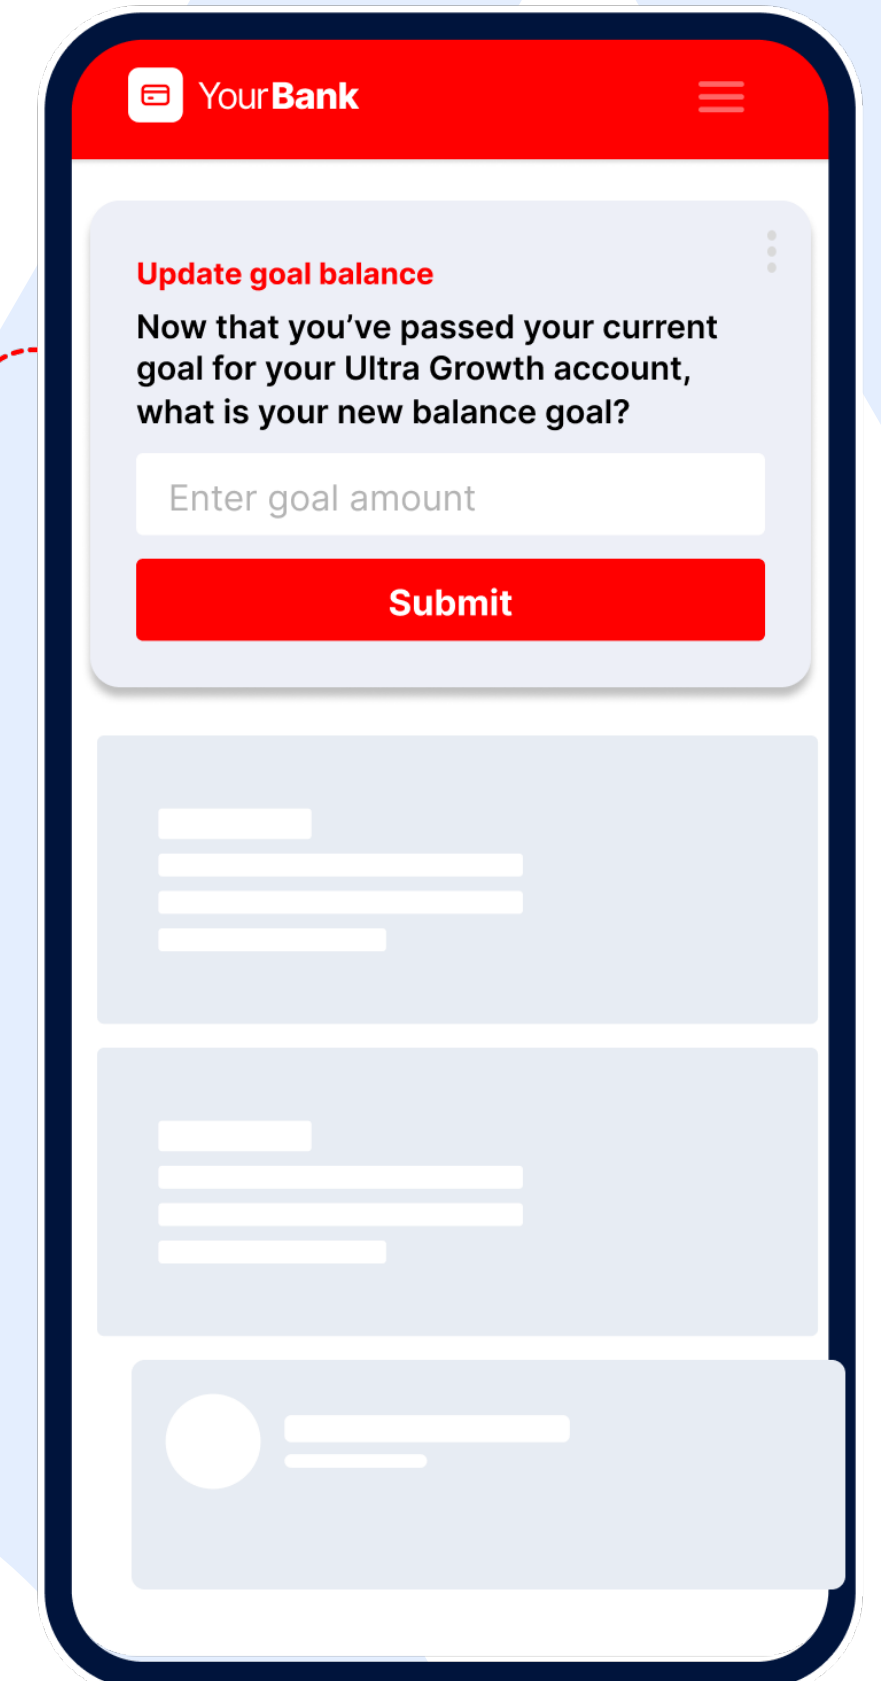 YourBank
Update goal balance
Now that you’ve passed your current
goal for your Ultra Growth account,
what is your new balance goal?
Enter goal amount
Submit